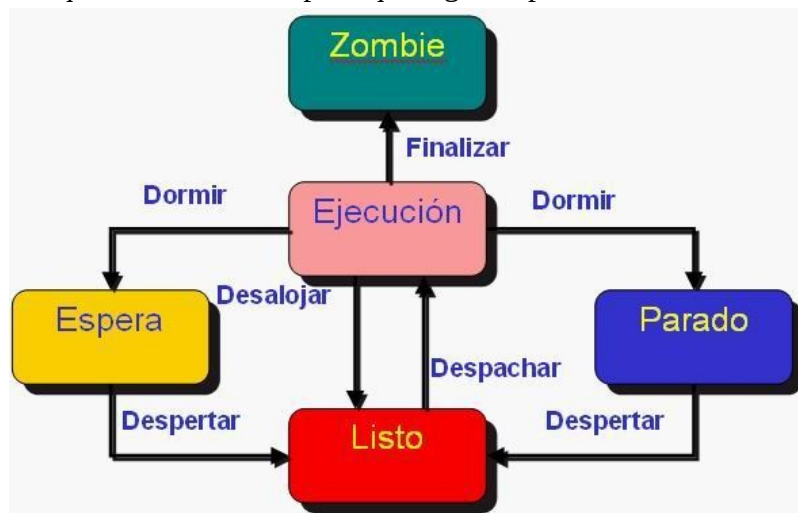 Zombie
Finalizar
Dormir
Ejecución
Dormir
Espera
Desalojar
Parado
Despachar
Despertar
Listo
Despertar